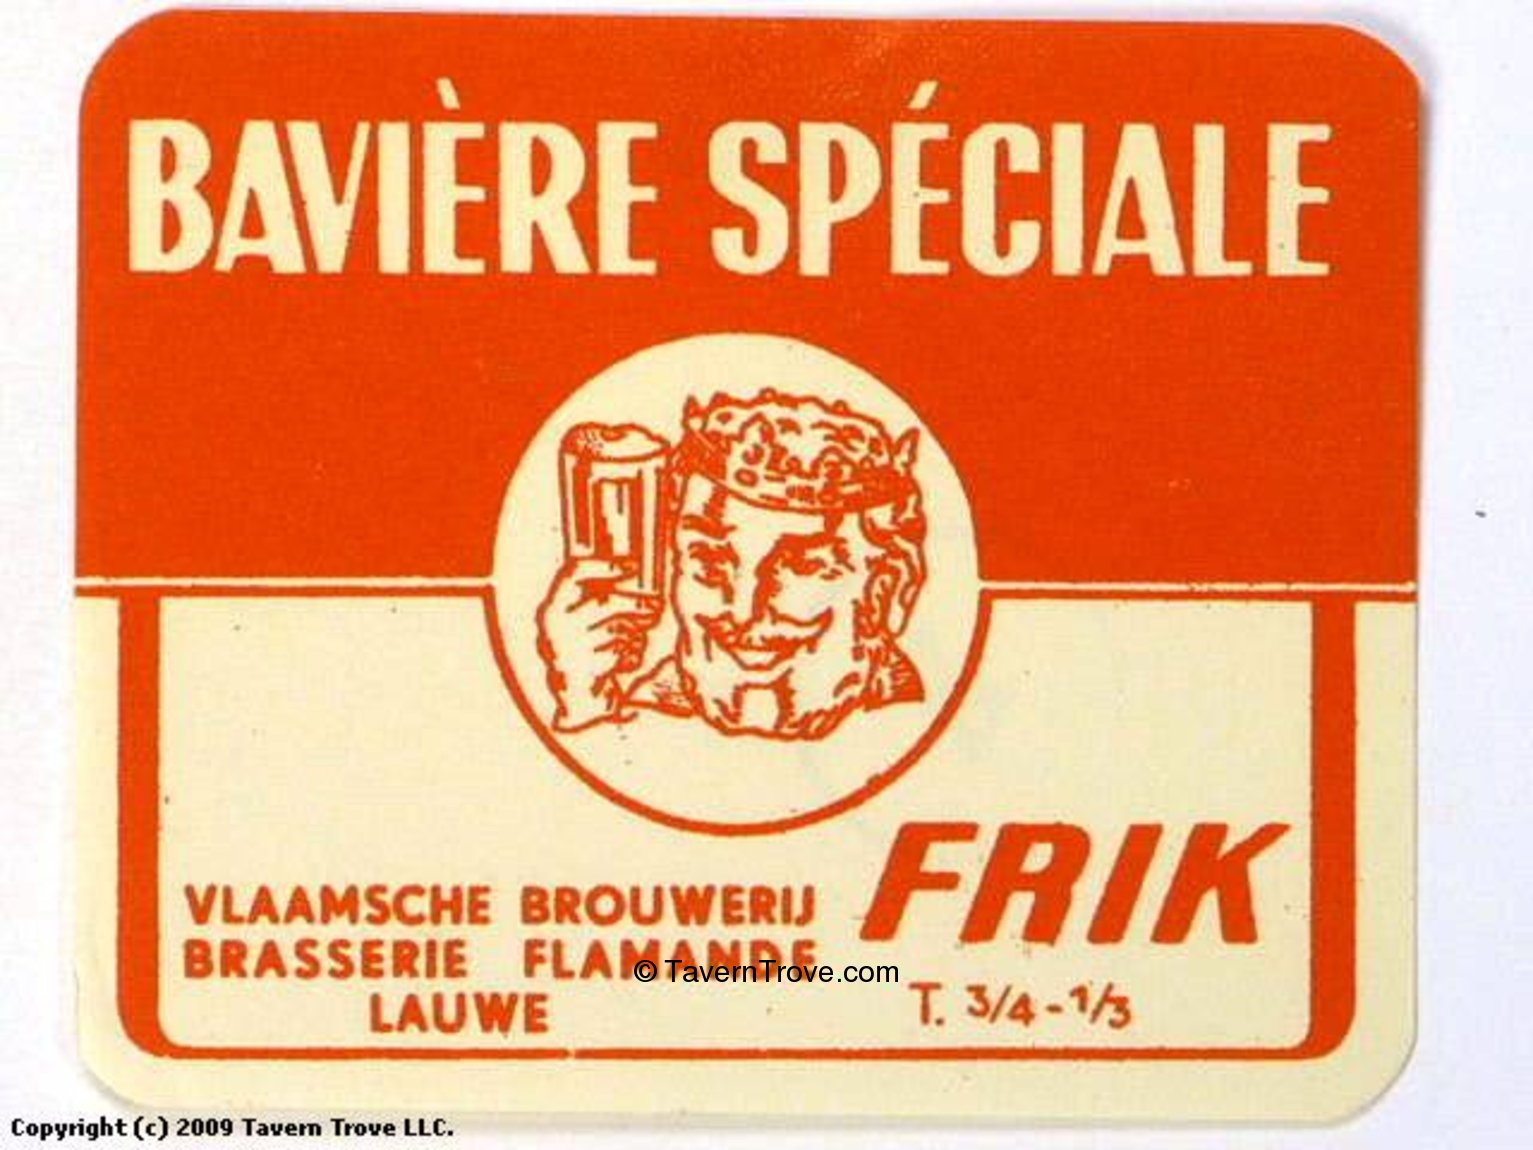 BAVIÈRE SPÉCIALE
FRIK
VLAAMSCHE BROUWERIJ
BRASSERIE FLAMANDE
LAUWE
T. 3/4 - 1/3
© TavernTrove.com
Copyright (c) 2009 Tavern Trove LLC.